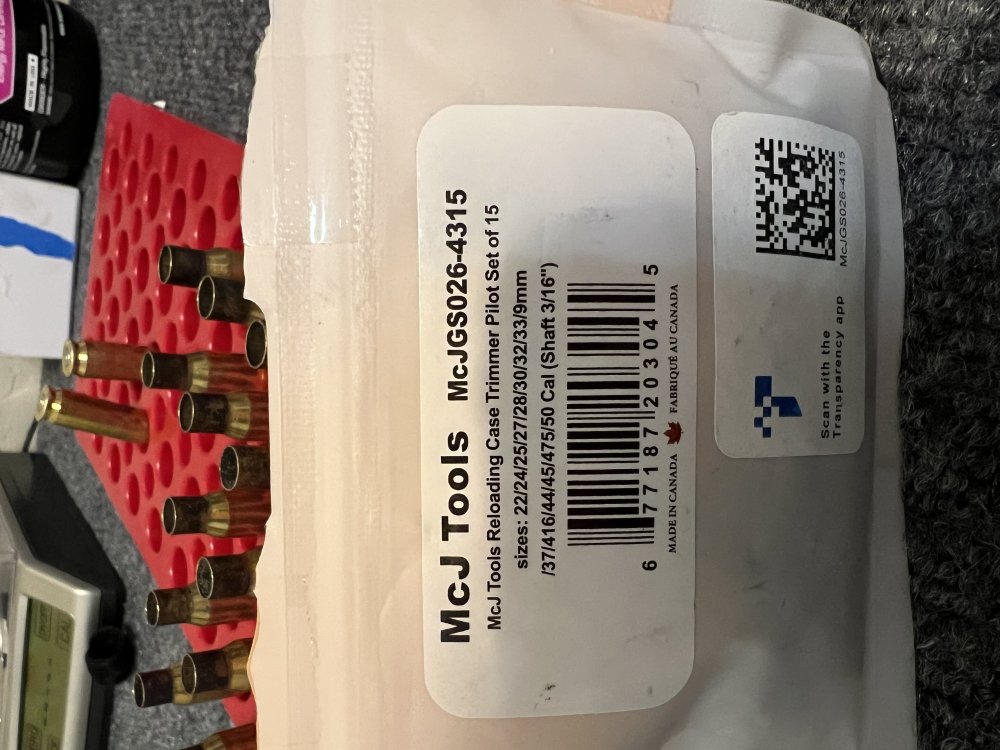 McJ Tools McJGS026-4315
McJ Tools Reloading Case Trimmer Pilot Set of 15
sizes: 22/24/25/27/28/30/32/33/9mm
/37/416/44/45/475/50 Cal (Shaft 3/16")
6 77187 20304 5
MADE IN CANADA FABRIQUÉ AU CANADA
McJGS026-4315
Scan with the
Transparency app